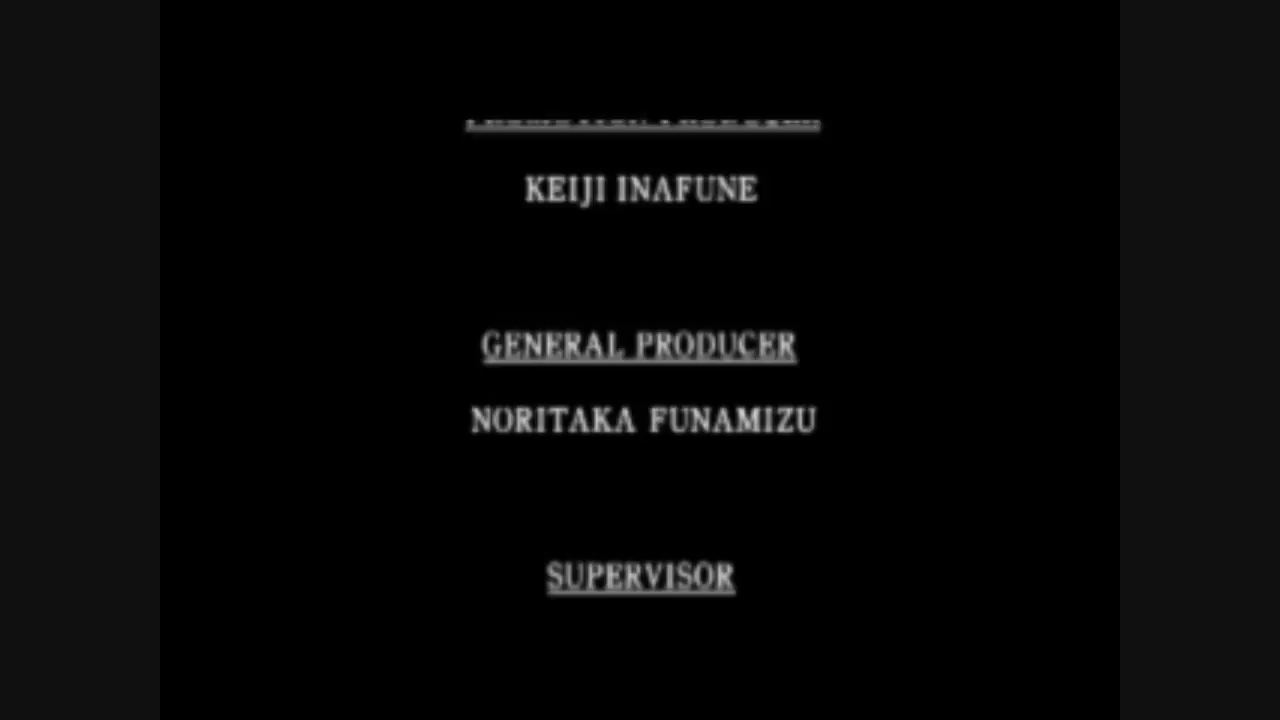 KEIJI INAFUNE
GENERAL PRODUCER
NORITAKA FUNAMIZU
SUPERVISOR